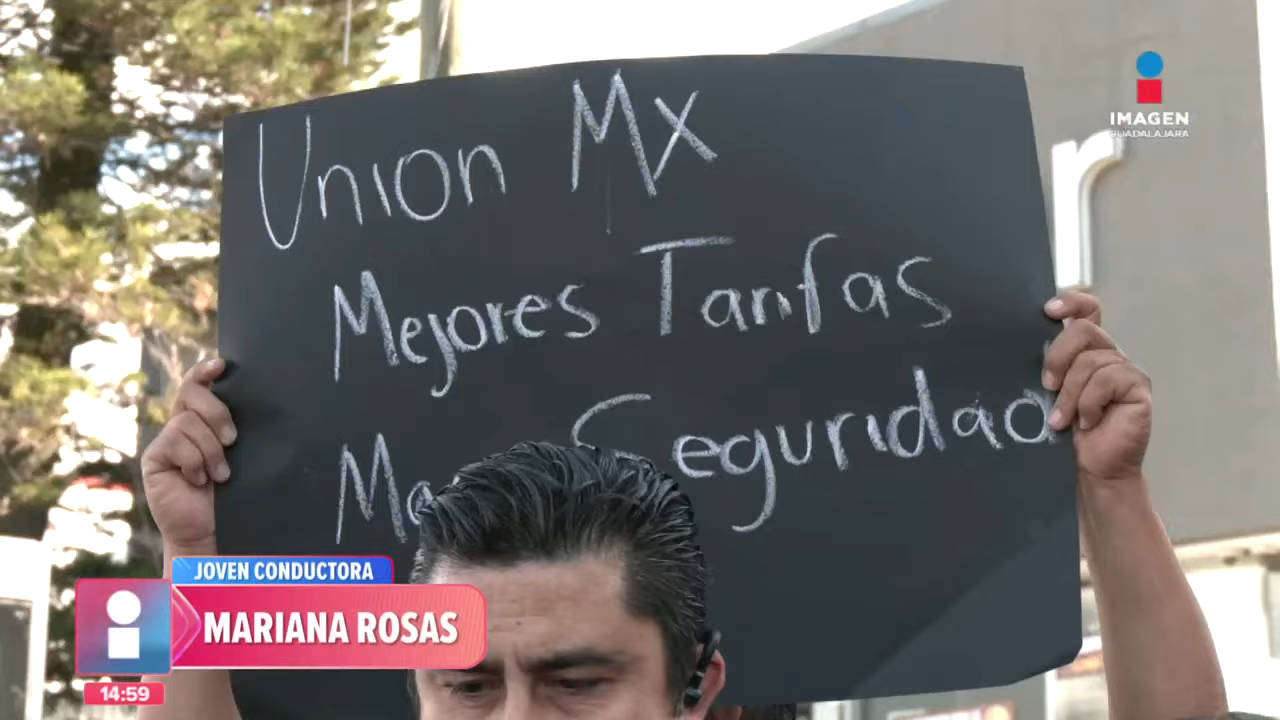 IMAGEN
GUADALAJARA
Union Mx
Mejores Tarifas
Seguridad
JOVEN CONDUCTORA
MARIANA ROSAS
14:59